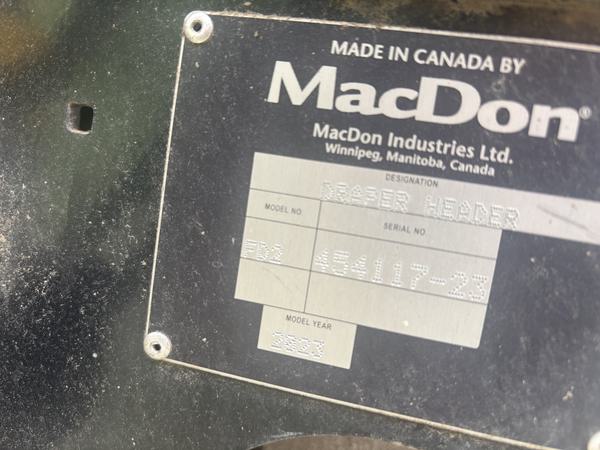 MADE IN CANADA BY
MacDon®
MacDon Industries Ltd.
Winnipeg, Manitoba, Canada
DESIGNATION
DRAPER HEADER
MODEL NO
SERIAL NO
FD2
454117-23
MODEL YEAR
2023